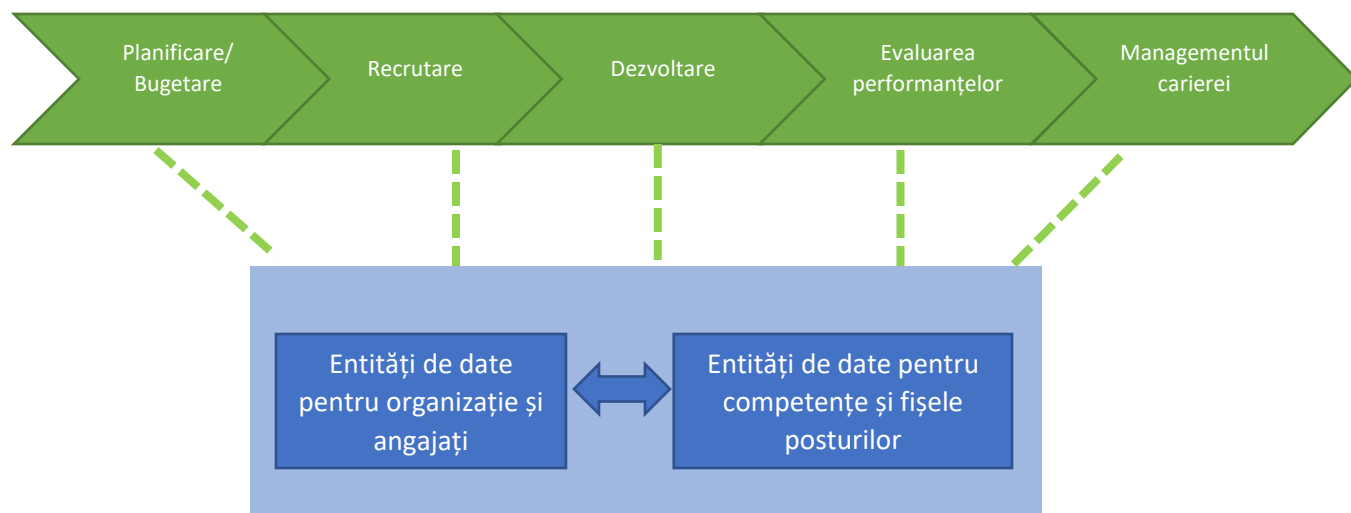 Planificare/
Bugetare
Recrutare
Dezvoltare
Evaluarea
performanțelor
Managementul
carierei
Entități de date
pentru organizație și
angajați
Entități de date pentru
competențe și fișele
posturilor